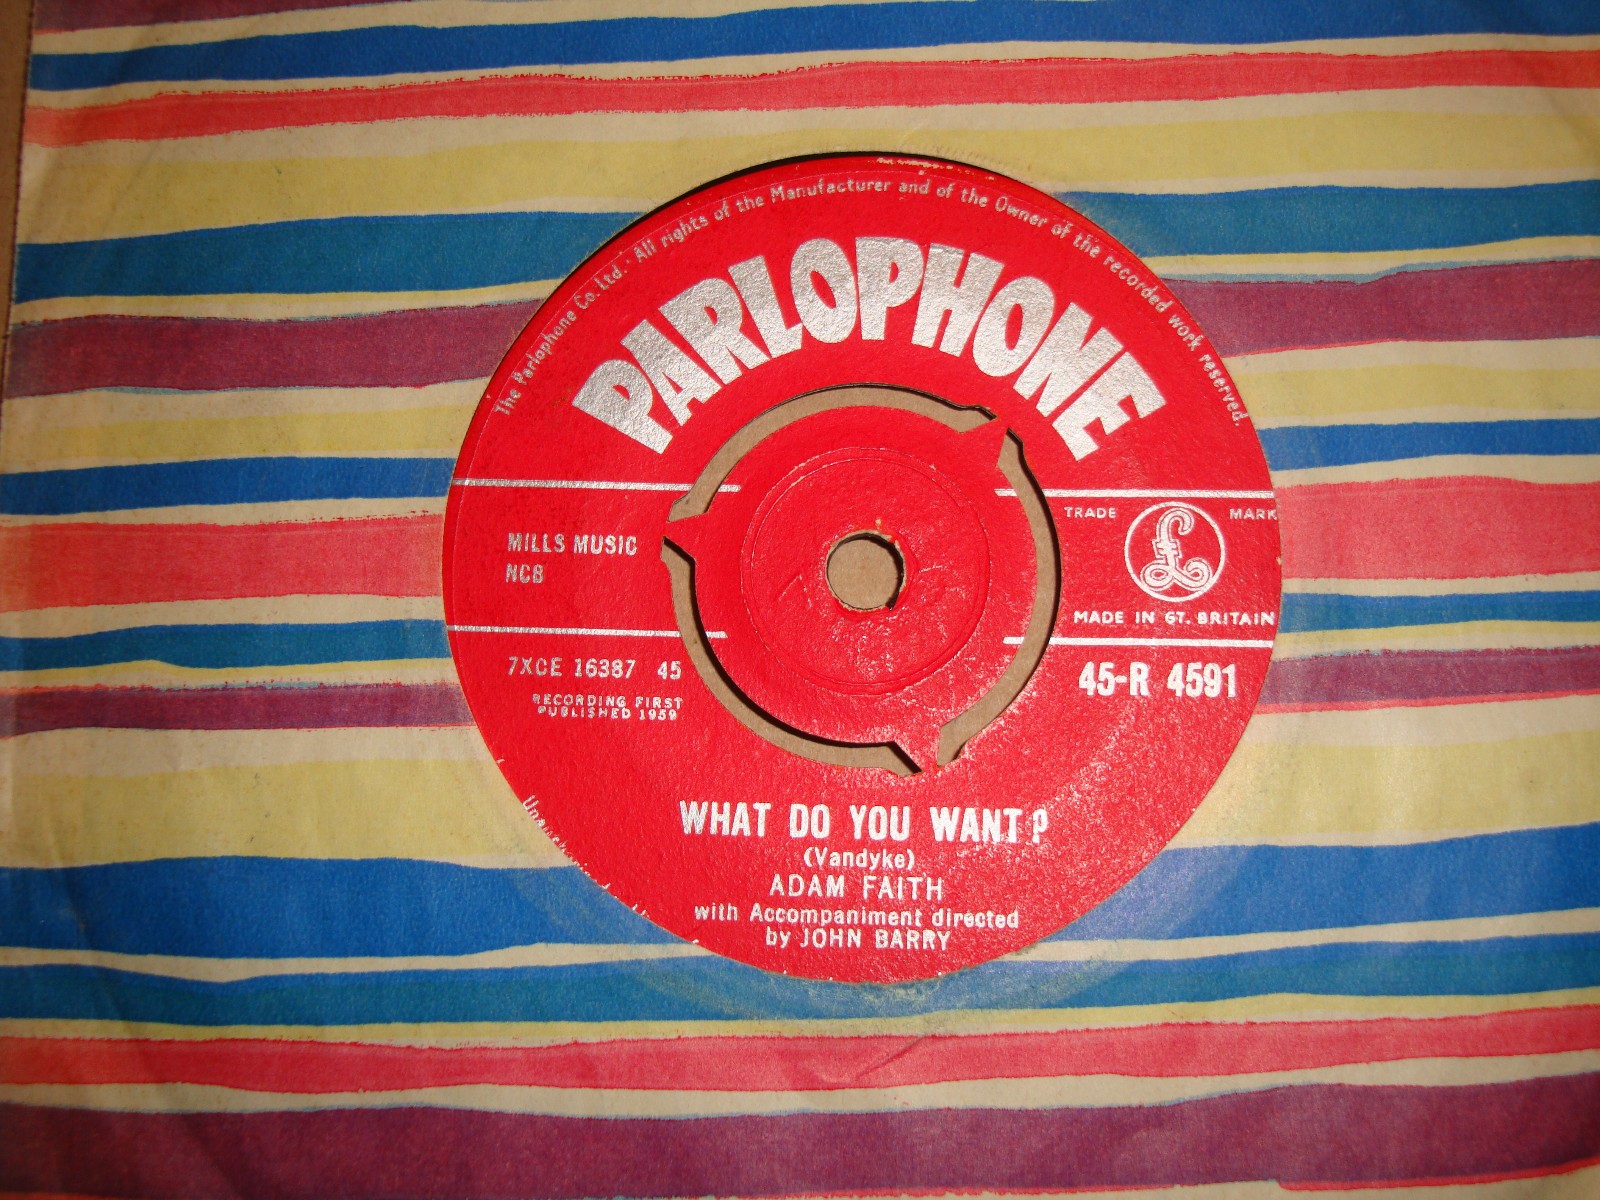 The Parlophone Co. Ltd. · All rights of the Manufacturer and of the Owner of the recorded work reserved.
PARLOPHONE
TRADE MARK
£
MILLS MUSIC
NCB
MADE IN GT. BRITAIN
7XCE 16387 45
45-R 4591
RECORDING FIRST
PUBLISHED 1959
WHAT DO YOU WANT?
(Vandyke)
ADAM FAITH
with Accompaniment directed
by JOHN BARRY